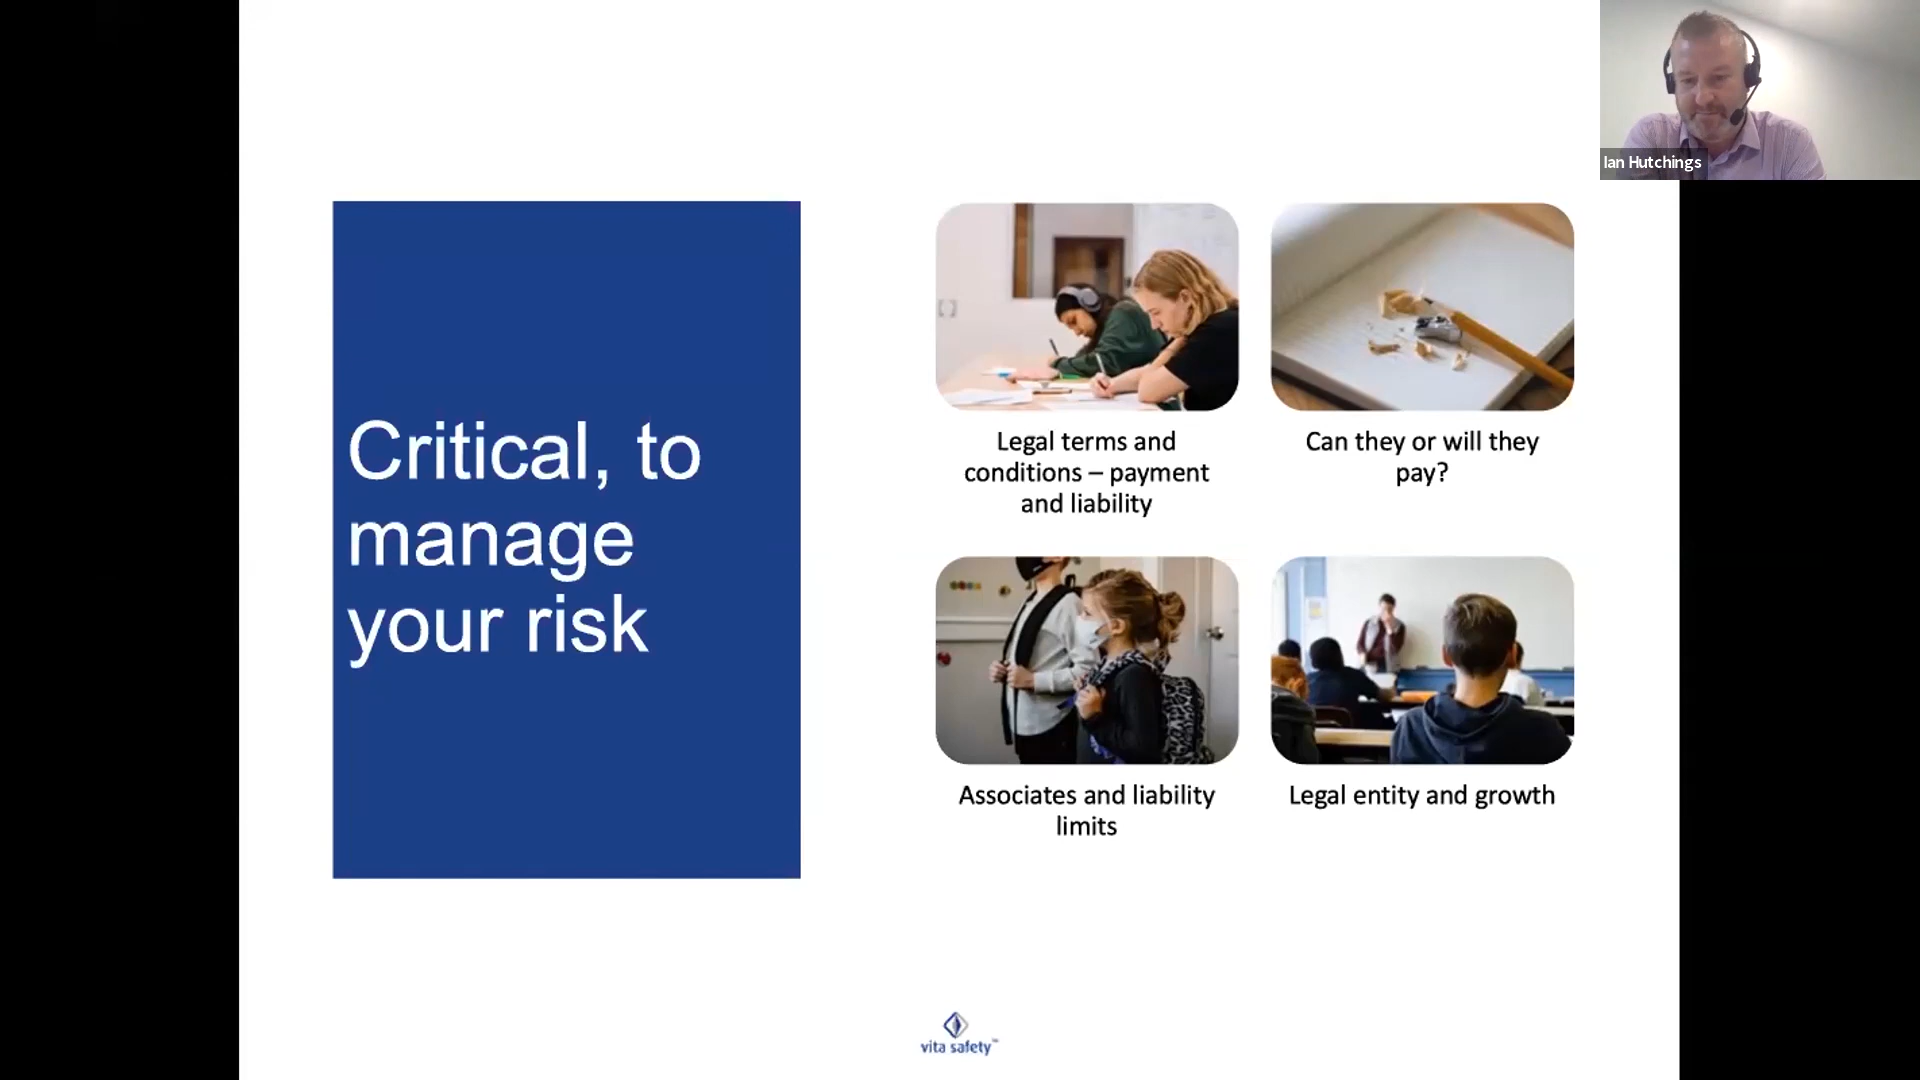 Ian Hutchings
Critical, to
manage
your risk
Legal terms and
conditions – payment
and liability
Can they or will they
pay?
Associates and liability
limits
Legal entity and growth
vita safety™